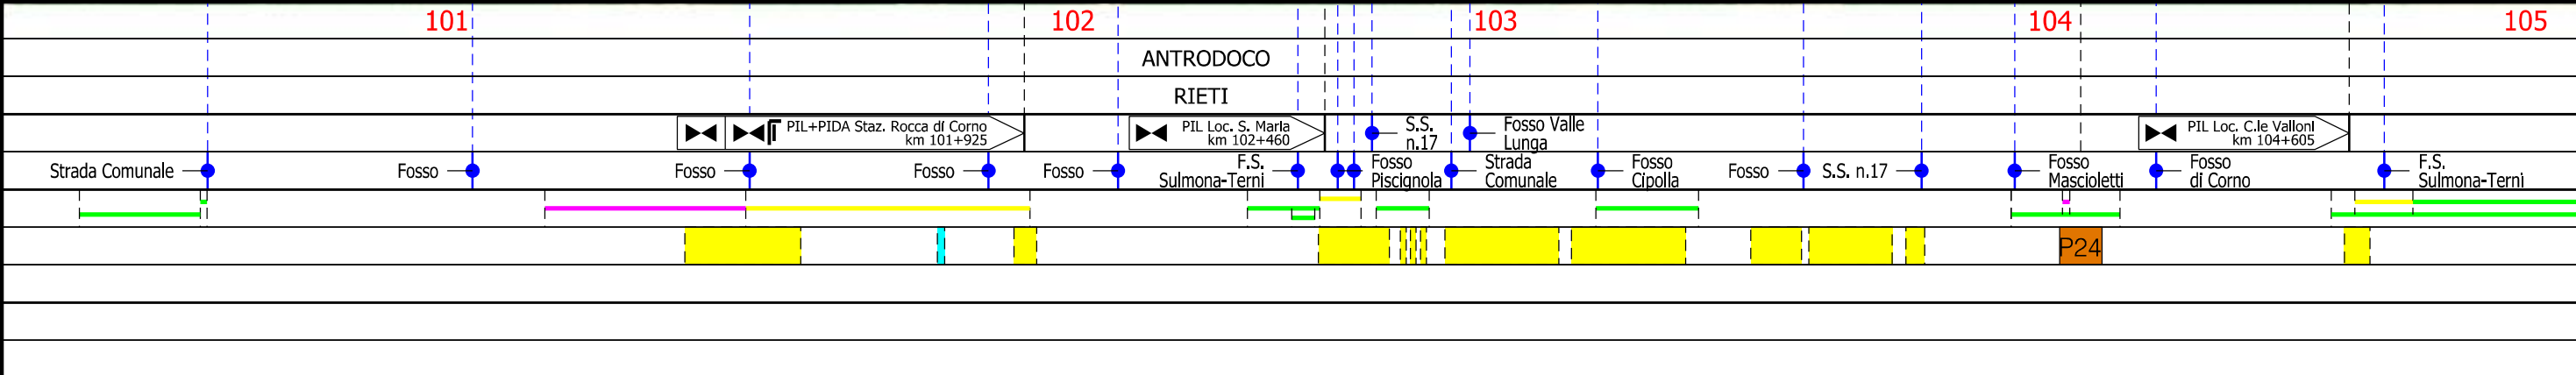 101 102 103 104 105
ANTRODOCO
RIETI
PIL+PIDA Staz. Rocca di Corno
km 101+925
PIL Loc. S. Maria
km 102+460
S.S.
n.17
Fosso Valle
Lunga
PIL Loc. C.le Valloni
km 104+605
Strada Comunale
Fosso
Fosso
Fosso
Fosso
F.S.
Sulmona-Terni
Fosso
Piscignola
Strada
Comunale
Fosso
Cipolla
Fosso
S.S. n.17
Fosso
Mascioletti
Fosso
di Corno
F.S.
Sulmona-Terni
P24